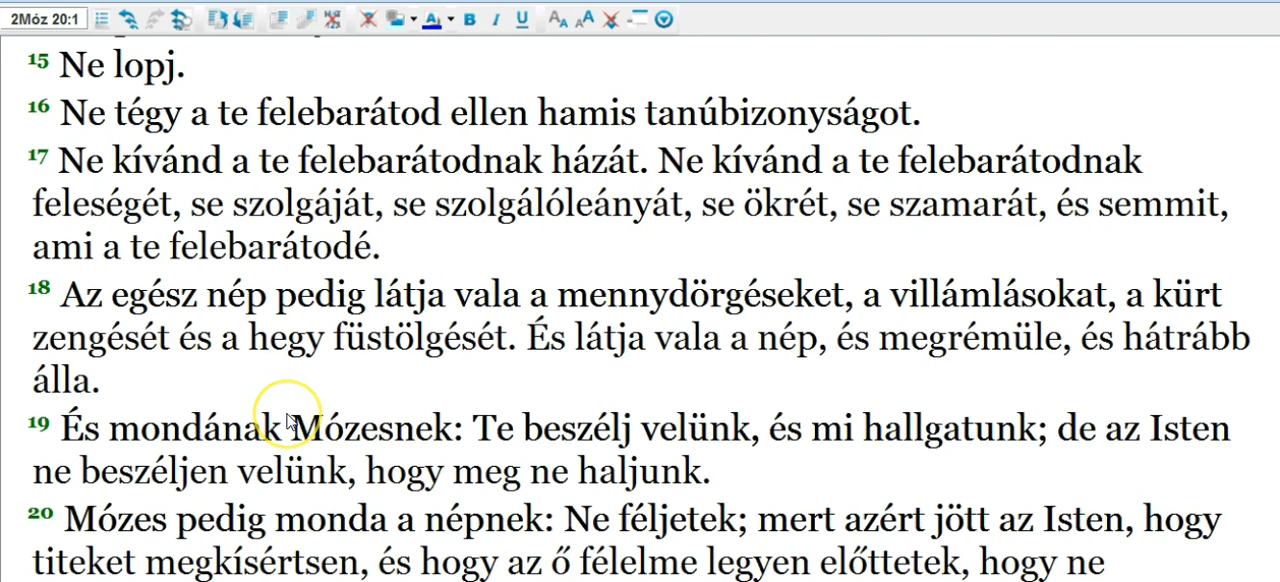 2Móz 20:1
15 Ne lopj.
16 Ne tégy a te felebarátod ellen hamis tanúbizonyságot.
17 Ne kívánd a te felebarátodnak házát. Ne kívánd a te felebarátodnak
feleségét, se szolgáját, se szolgálóleányát, se ökrét, se szamarát, és semmit,
ami a te felebarátodé.
18 Az egész nép pedig látja vala a mennydörgéseket, a villámlásokat, a kürt
zengését és a hegy füstölgését. És látja vala a nép, és megrémüle, és hátrább
álla.
19 És mondának Mózesnek: Te beszélj velünk, és mi hallgatunk; de az Isten
ne beszéljen velünk, hogy meg ne haljunk.
20 Mózes pedig monda a népnek: Ne féljetek; mert azért jött az Isten, hogy
titeket megkísértsen, és hogy az ő félelme legyen előttetek, hogy ne